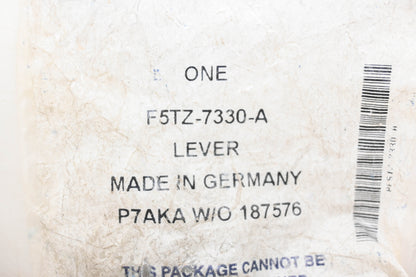 ONE
F5TZ-7330-A
LEVER
MADE IN GERMANY
P7AKA W/O 187576
THIS PACKAGE CANNOT BE